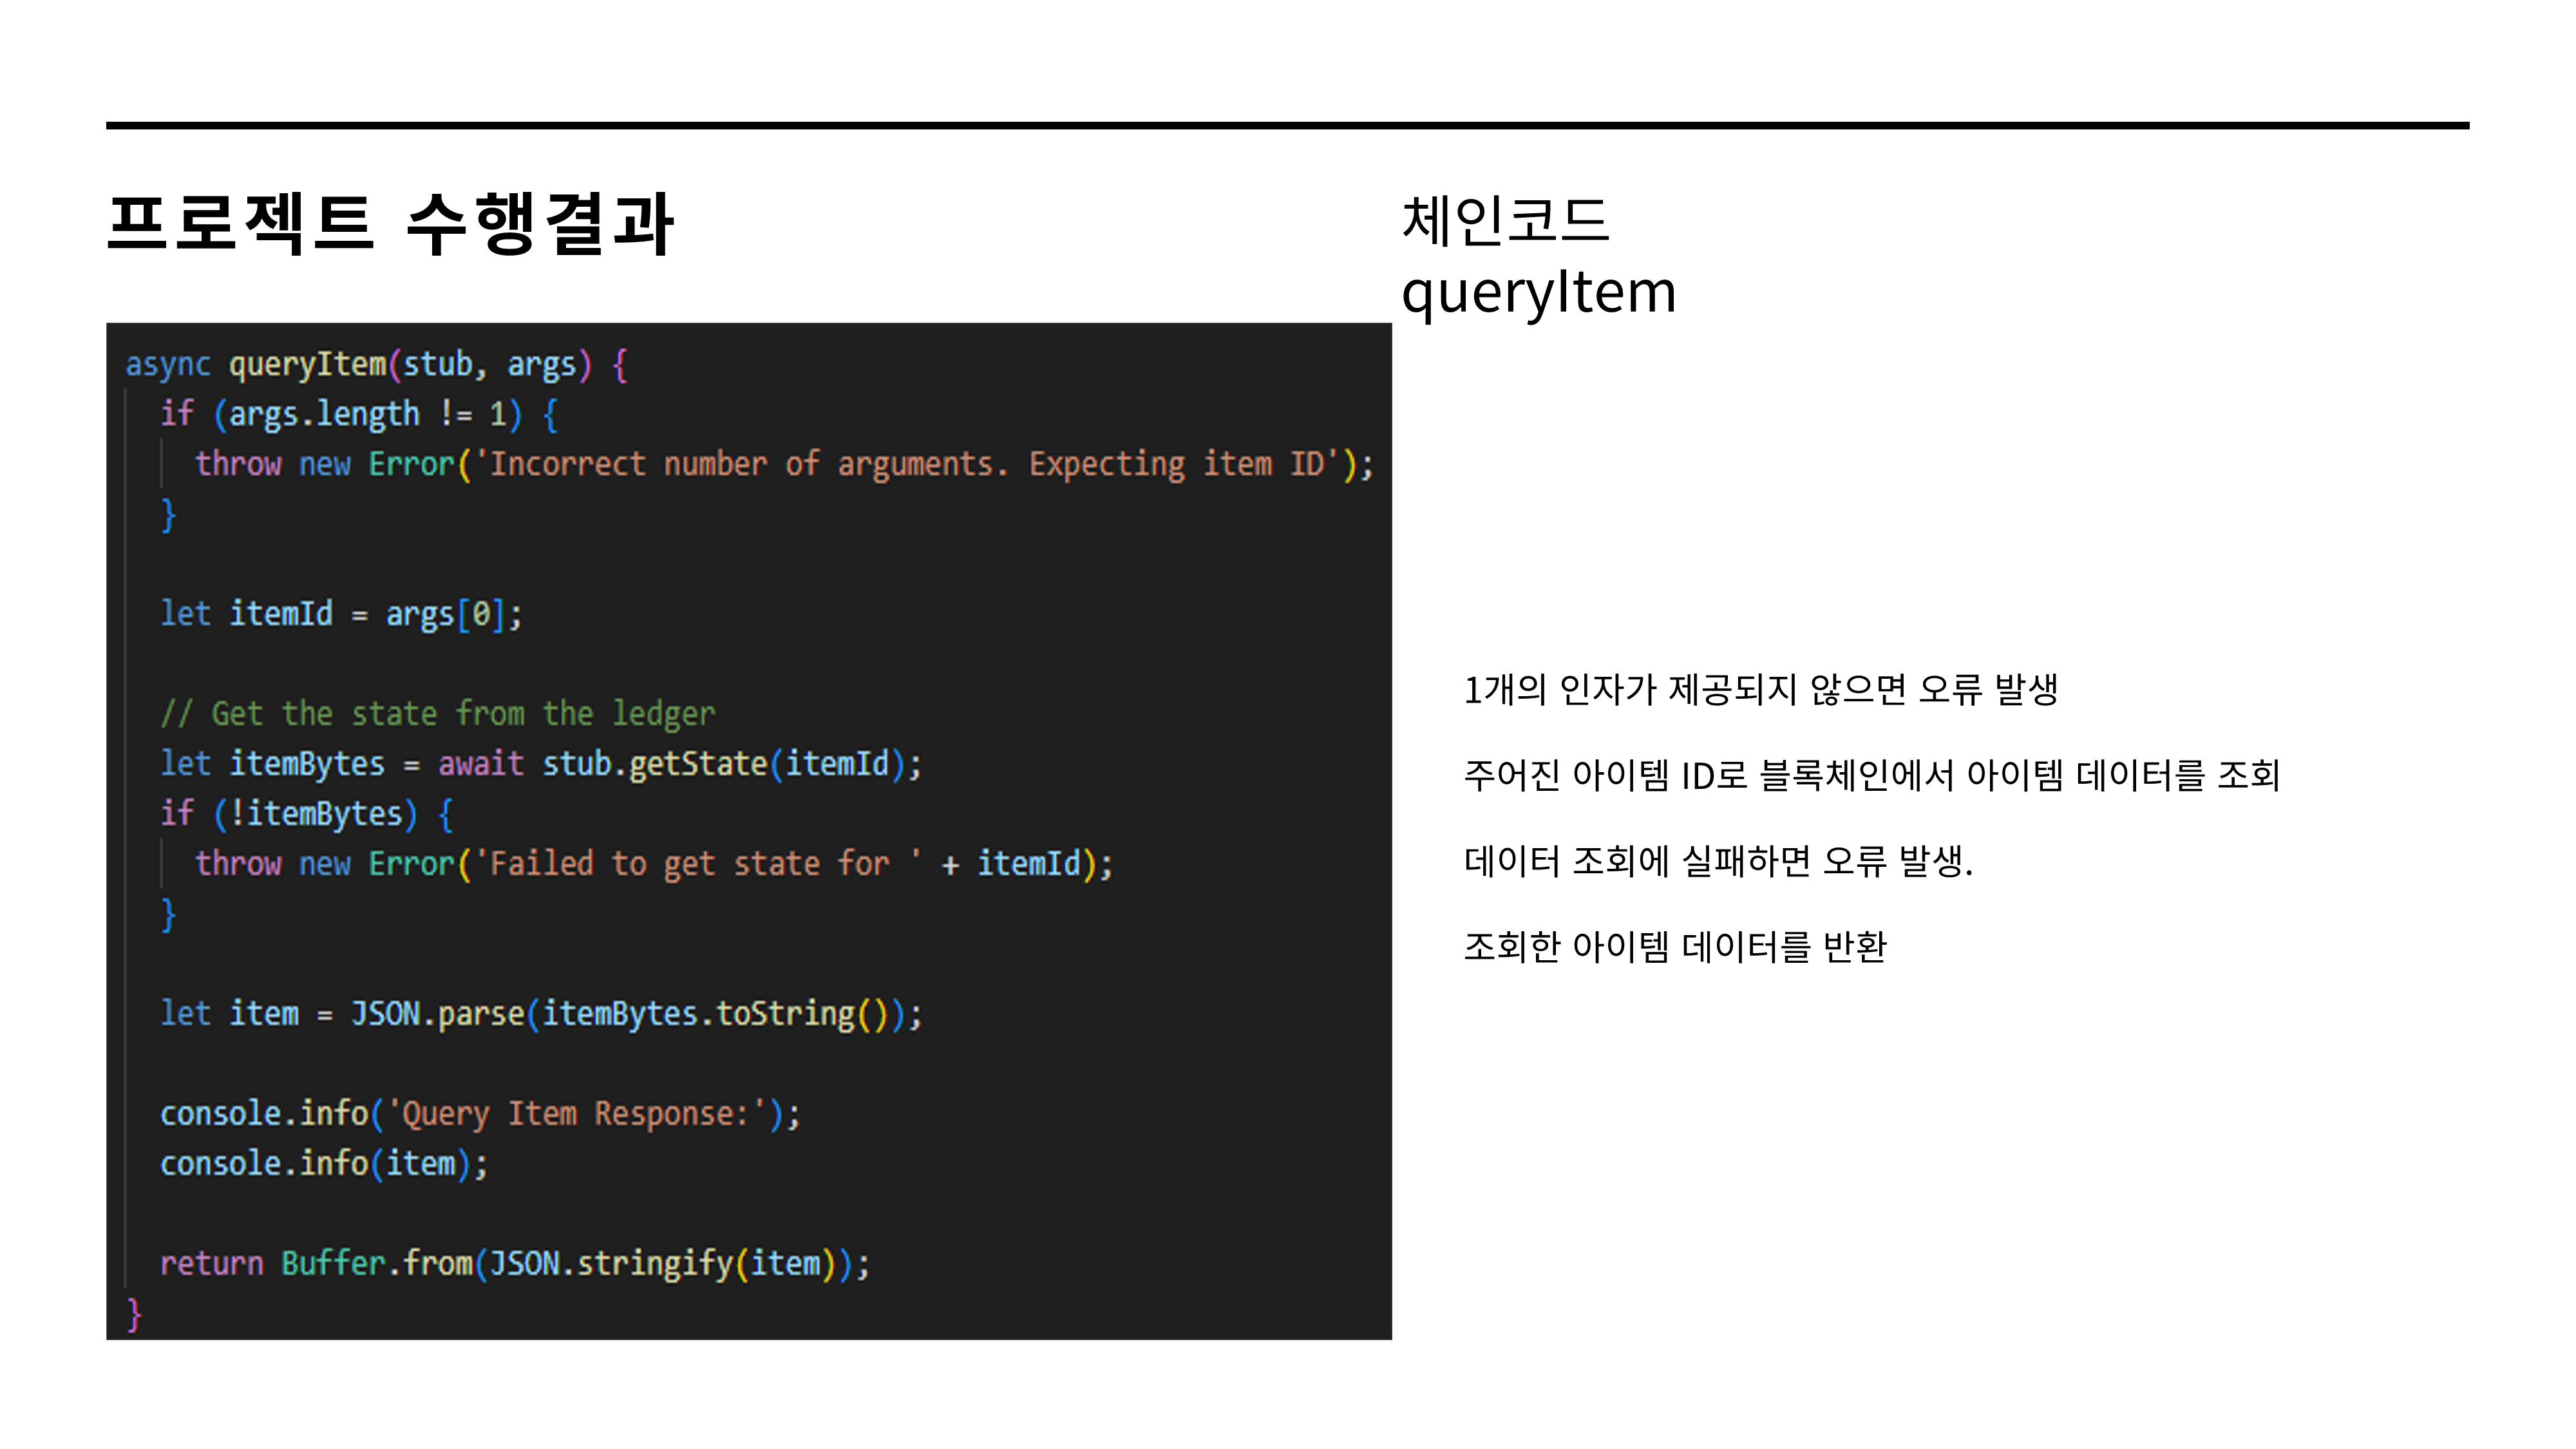 프로젝트 수행결과
체인코드
queryItem
async queryItem(stub, args) {
if (args.length != 1) {
throw new Error('Incorrect number of arguments. Expecting item ID');
}
let itemId = args[0];
// Get the state from the ledger
let itemBytes = await stub.getState(itemId);
if (!itemBytes) {
throw new Error('Failed to get state for ' + itemId);
}
let item = JSON.parse(itemBytes.toString());
console.info('Query Item Response:');
console.info(item);
return Buffer.from(JSON.stringify(item));
}
1개의 인자가 제공되지 않으면 오류 발생
주어진 아이템 ID로 블록체인에서 아이템 데이터를 조회
데이터 조회에 실패하면 오류 발생.
조회한 아이템 데이터를 반환